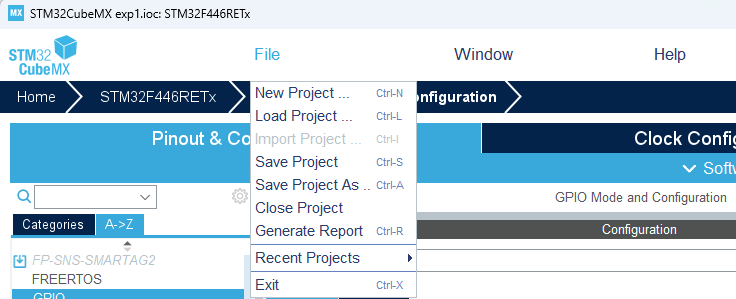 MX STM32CubeMX exp1.ioc: STM32F446RETx
STM32
CubeMX
File Window Help
Home STM32F446RETx onfiguration
New Project ... Ctrl-N
Load Project ... Ctrl-L
Import Project ... Ctrl-I
Save Project Ctrl-S
Save Project As .. Ctrl-A
Close Project
Generate Report Ctrl-R
Recent Projects
Exit Ctrl-X
Pinout & Co
Clock Config
Softw
GPIO Mode and Configuration
Categories A->Z
Configuration
FP-SNS-SMARTAG2
FREERTOS
GPIO